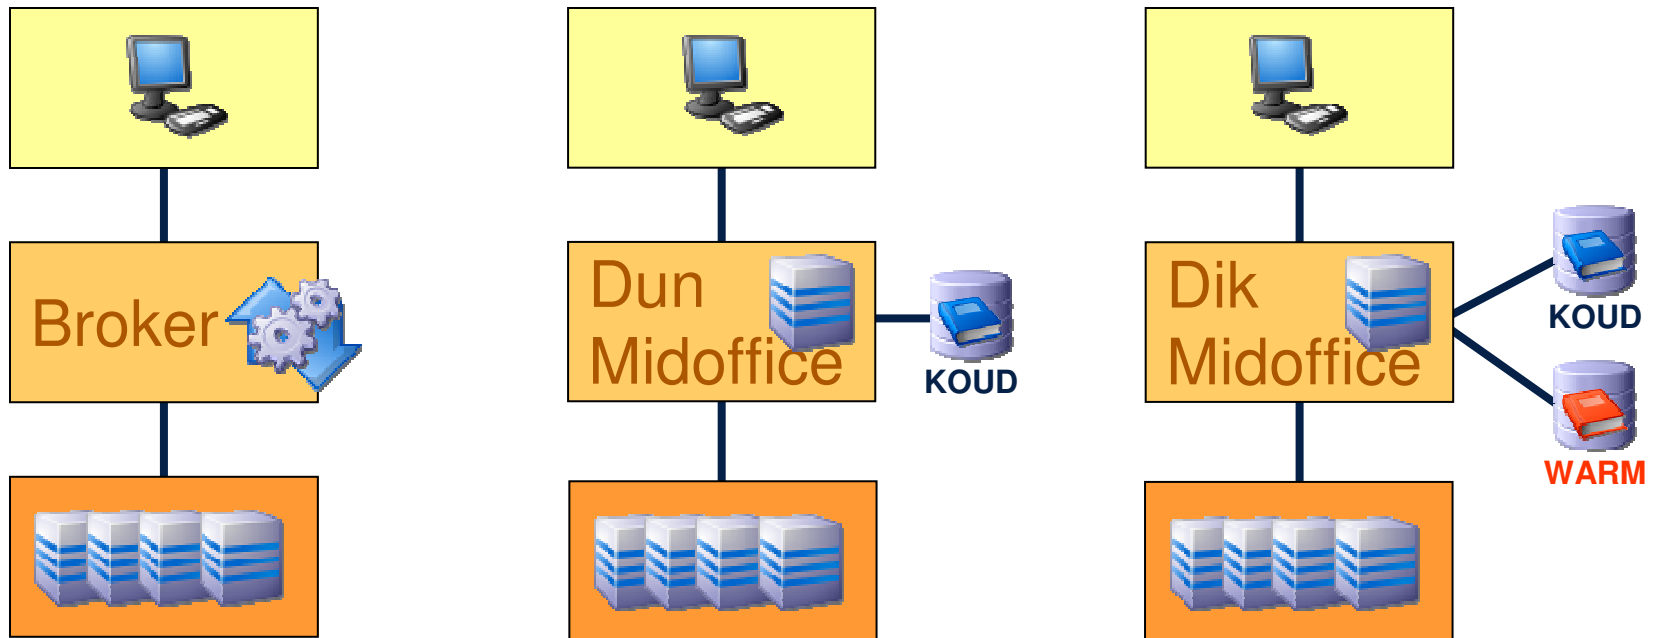 Broker
Dun
Midoffice
KOUD
Dik
Midoffice
KOUD
WARM